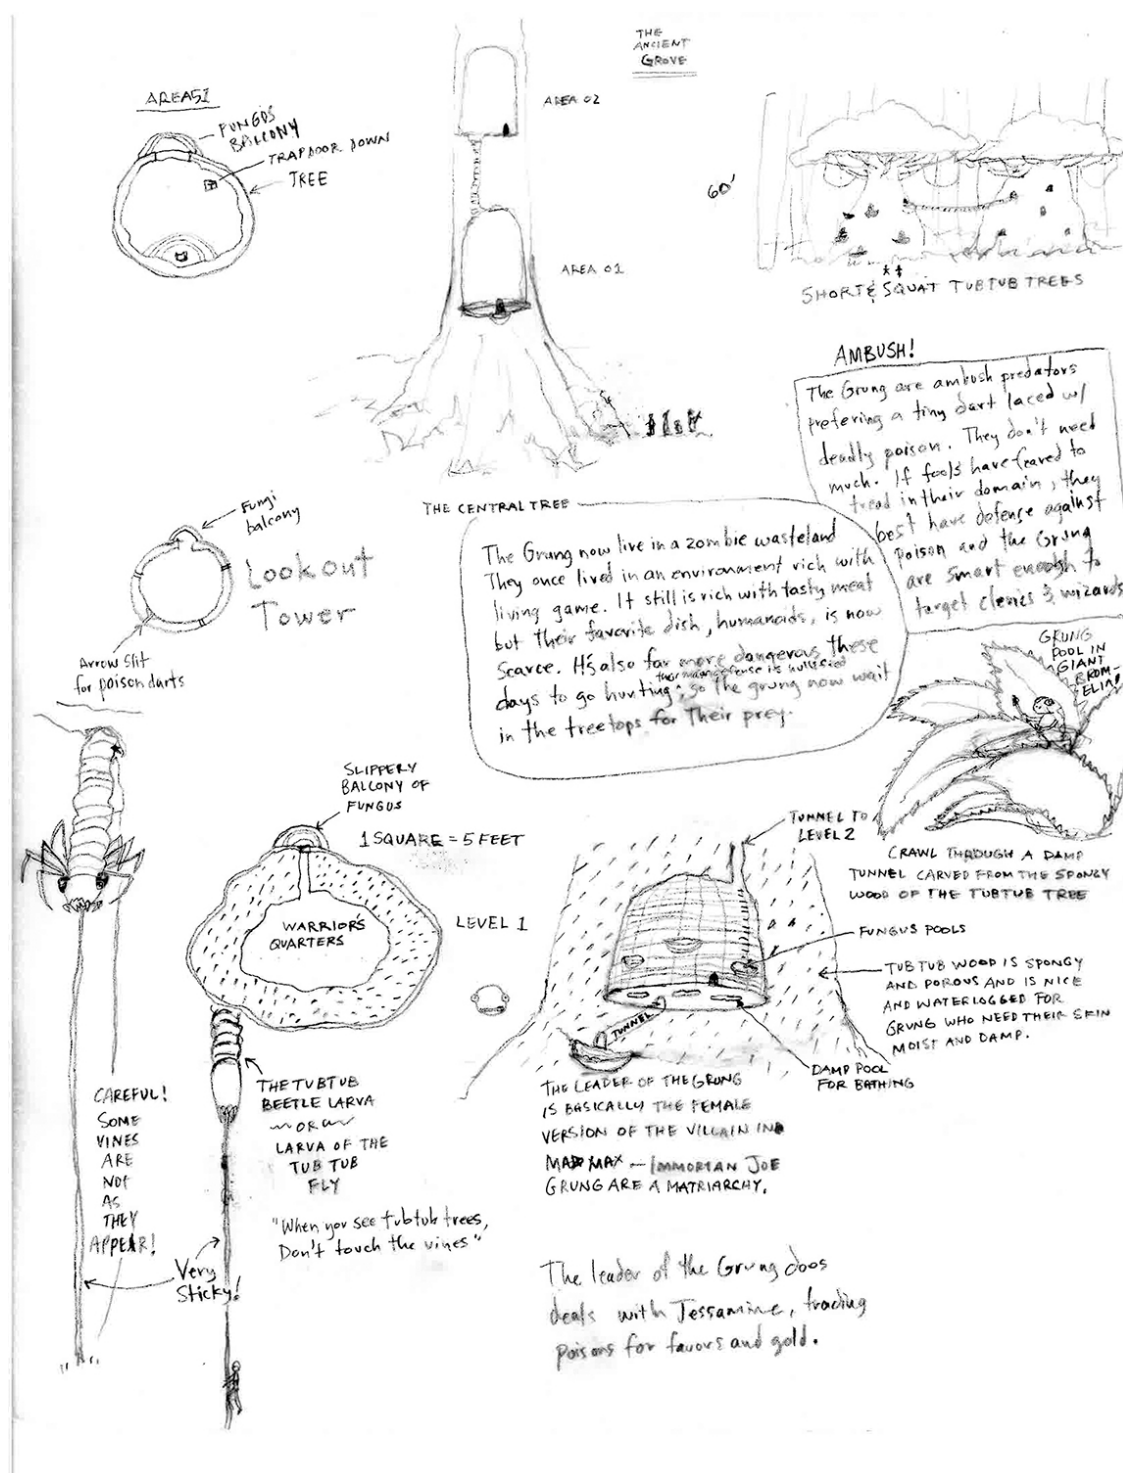 THE
ANCIENT
GROVE
AREA 51
FUNGUS
BALCONY
TRAPDOOR DOWN
TREE
AREA 02
AREA 01
60'
SHORT & SQUAT TUBTUB TREES
AMBUSH!
The Grung are ambush predators
prefering a tiny dart laced w/
deadly poison. They don't need
much. If fools have feared to
tread in their domain, they
best have defense against
poison and the Grung
are smart enough to
target clerics & wizards
THE CENTRAL TREE
The Grung now live in a zombie wasteland
They once lived in an environment rich with
living game. It still is rich with tasty meat
but their favorite dish, humanoids, is now
scarce. It's also far more dangerous these
days to go hunting, their main defense is nullified so the grung now wait
in the treetops for their prey.
Fungi
balcony
Lookout
Tower
Arrow slit
for poison darts
GRUNG
POOL IN
GIANT
BROM-
ELIA!
SLIPPERY
BALCONY OF
FUNGUS
1 SQUARE = 5 FEET
WARRIOR'S
QUARTERS
LEVEL 1
TUNNEL TO
LEVEL 2
CRAWL THROUGH A DAMP
TUNNEL CARVED FROM THE SPONGY
WOOD OF THE TUBTUB TREE
FUNGUS POOLS
TUBTUB WOOD IS SPONGY
AND POROUS AND IS NICE
AND WATERLOGGED FOR
GRUNG WHO NEED THEIR SKIN
MOIST AND DAMP.
TUNNEL
DAMP POOL
FOR BATHING
THE LEADER OF THE GRUNG
IS BASICALLY THE FEMALE
VERSION OF THE VILLAIN IN
MAD MAX - IMMORTAN JOE
GRUNG ARE A MATRIARCHY.
CAREFUL!
SOME
VINES
ARE
NOT
AS
THEY
APPEAR!
THE TUBTUB
BEETLE LARVA
OR
LARVA OF THE
TUB TUB
FLY
"When you see tubtub trees,
Don't touch the vines"
Very
Sticky!
The leader of the Grung does
deals with Jessamine, trading
poisons for favors and gold.